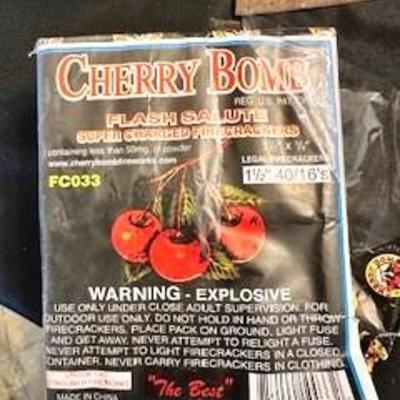 CHERRY BOMB
REG. U.S. PAT.
FLASH SALUTE
SUPER CHARGED FIRECRACKERS
containing less than 50mg. of powder
www.cherrybombfireworks.com
LEGAL FIRECRACKERS
FC033
1½" 40/16's
WARNING - EXPLOSIVE
USE ONLY UNDER CLOSE ADULT SUPERVISION. FOR
OUTDOOR USE ONLY. DO NOT HOLD IN HAND OR THROW
FIRECRACKERS. PLACE PACK ON GROUND, LIGHT FUSE
AND GET AWAY. NEVER ATTEMPT TO RELIGHT A FUSE.
NEVER ATTEMPT TO LIGHT FIRECRACKERS IN A CLOSED
CONTAINER. NEVER CARRY FIRECRACKERS IN CLOTHING.
"The Best"
MADE IN CHINA